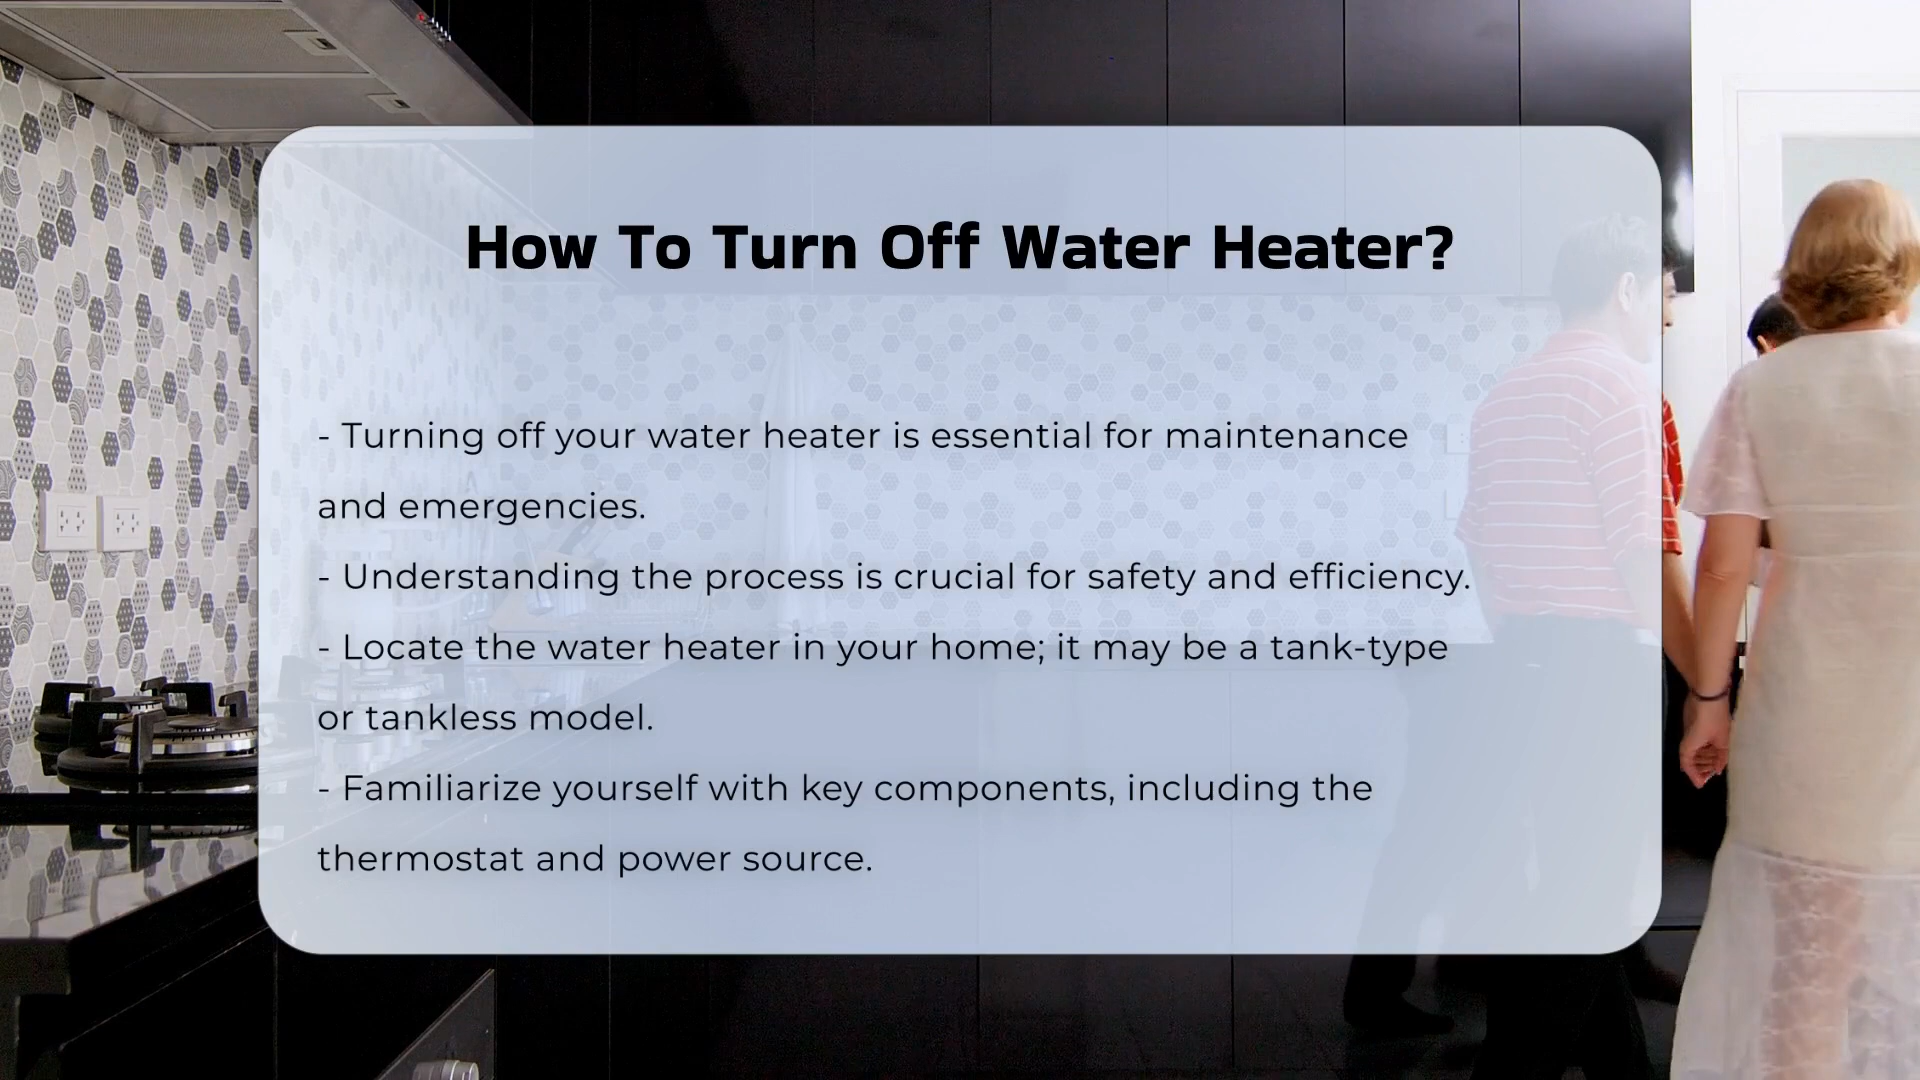 How To Turn Off Water Heater?
- Turning off your water heater is essential for maintenance
and emergencies.
- Understanding the process is crucial for safety and efficiency.
- Locate the water heater in your home; it may be a tank-type
or tankless model.
- Familiarize yourself with key components, including the
thermostat and power source.